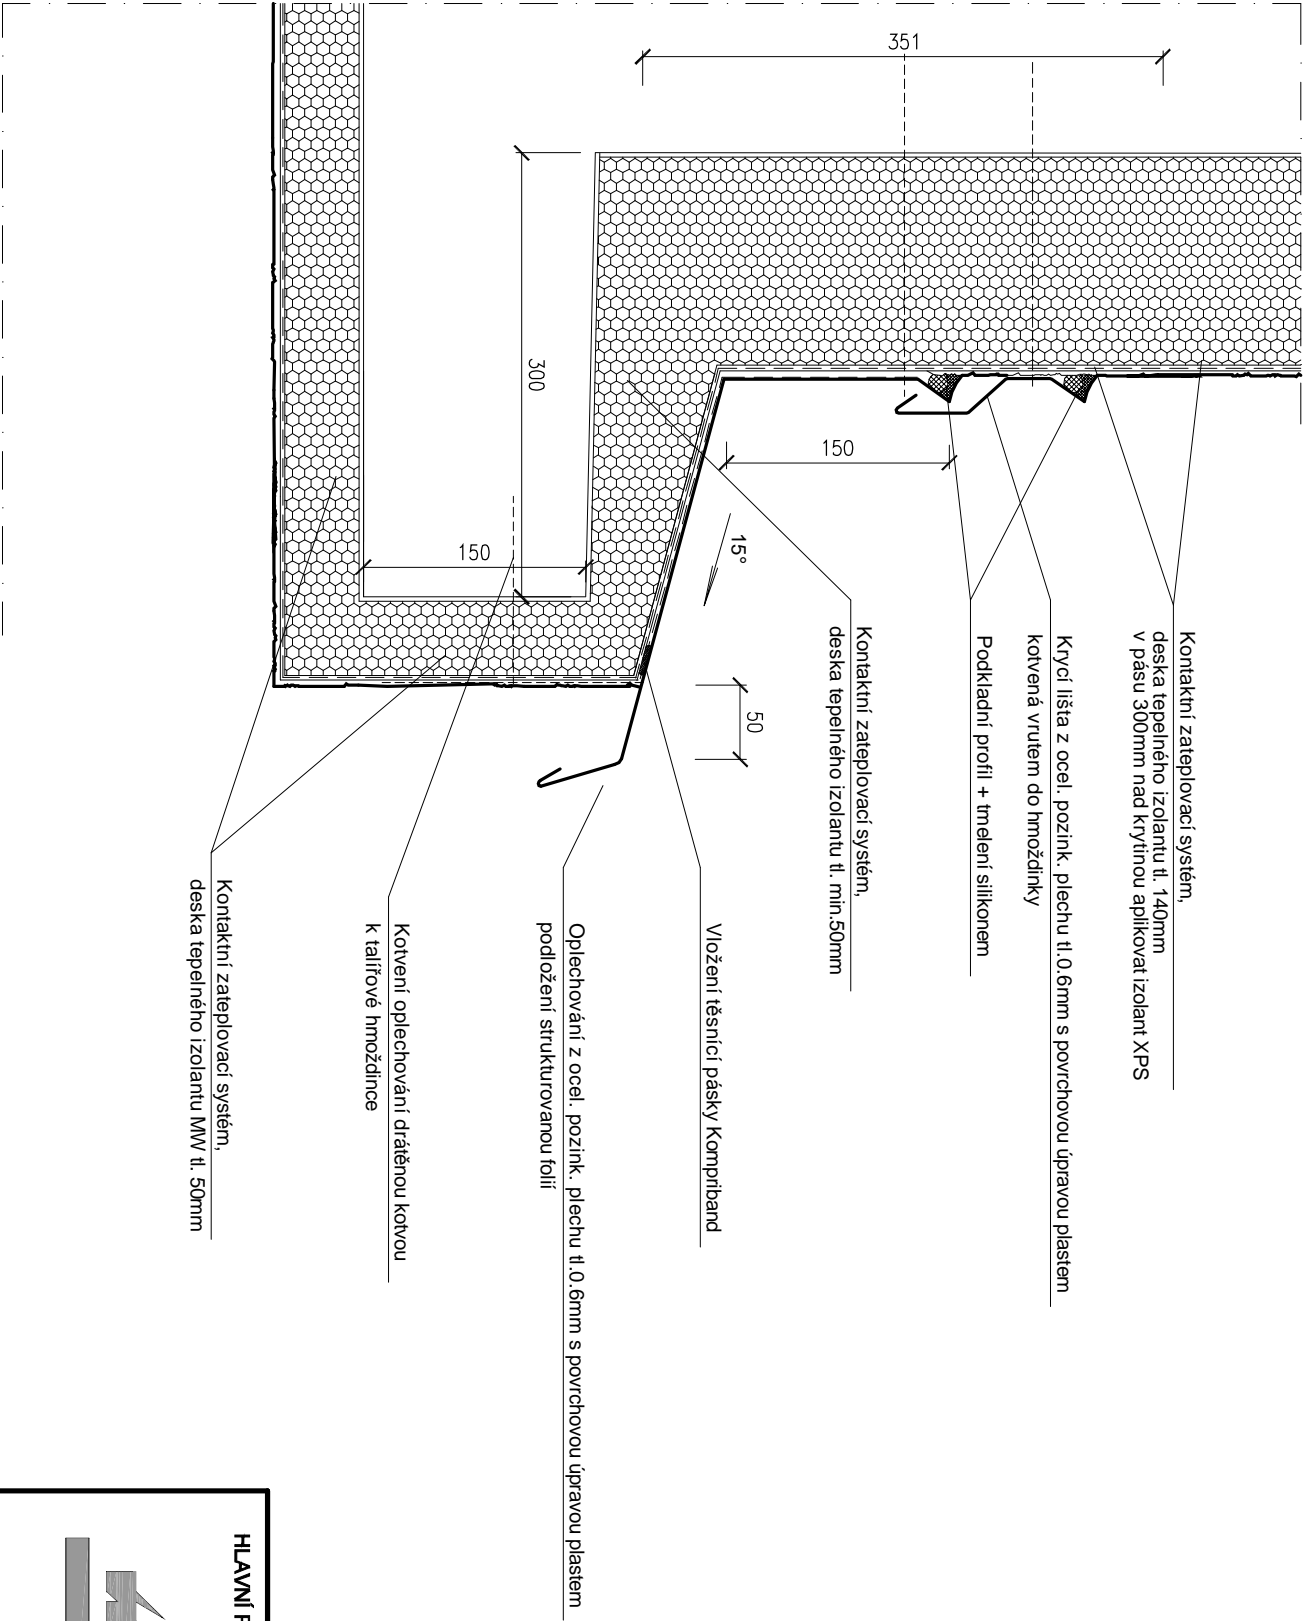 351
300
150
150
15°
50
Kontaktní zateplovací systém,
deska tepelného izolantu tl. 140mm
v pásu 300mm nad krytinou aplikovat izolant XPS
Krycí lišta z ocel. pozink. plechu tl.0.6mm s povrchovou úpravou plastem
kotvená vrutem do hmoždinky
Podkladní profil + tmelení silikonem
Kontaktní zateplovací systém,
deska tepelného izolantu tl. min.50mm
Vložení těsnící pásky Kompriband
Oplechování z ocel. pozink. plechu tl.0.6mm s povrchovou úpravou plastem
podložení strukturovanou folií
Kotvení oplechování drátěnou kotvou
k talířové hmoždince
Kontaktní zateplovací systém,
deska tepelného izolantu MW tl. 50mm
HLAVNÍ